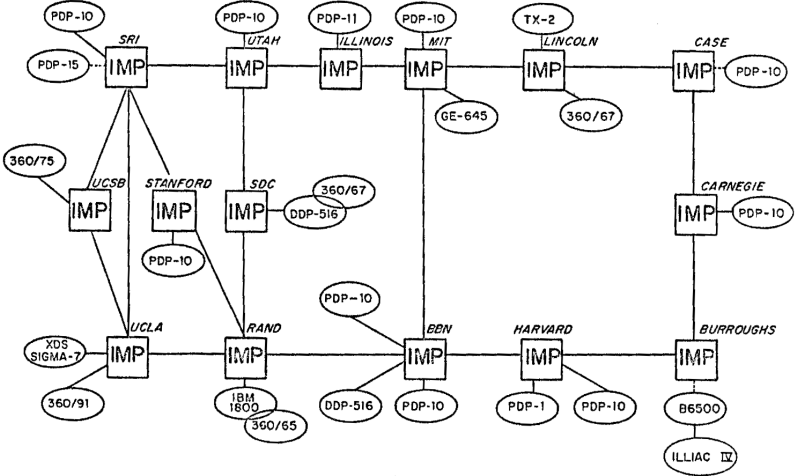 PDP-10
PDP-10
PDP-11
PDP-10
TX-2
SRI
UTAH
ILLINOIS
MIT
LINCOLN
CASE
PDP-15
IMP
IMP
IMP
IMP
IMP
IMP
PDP-10
GE-645
360/67
360/75
UCSB
STANFORD
SDC
360/67
CARNEGIE
IMP
IMP
IMP
DDP-516
IMP
PDP-10
PDP-10
PDP-10
UCLA
RAND
BBN
HARVARD
BURROUGHS
XDS
SIGMA-7
IMP
IMP
IMP
IMP
IMP
360/91
IBM
1800
360/65
DDP-516
PDP-10
PDP-1
PDP-10
B6500
ILLIAC IV